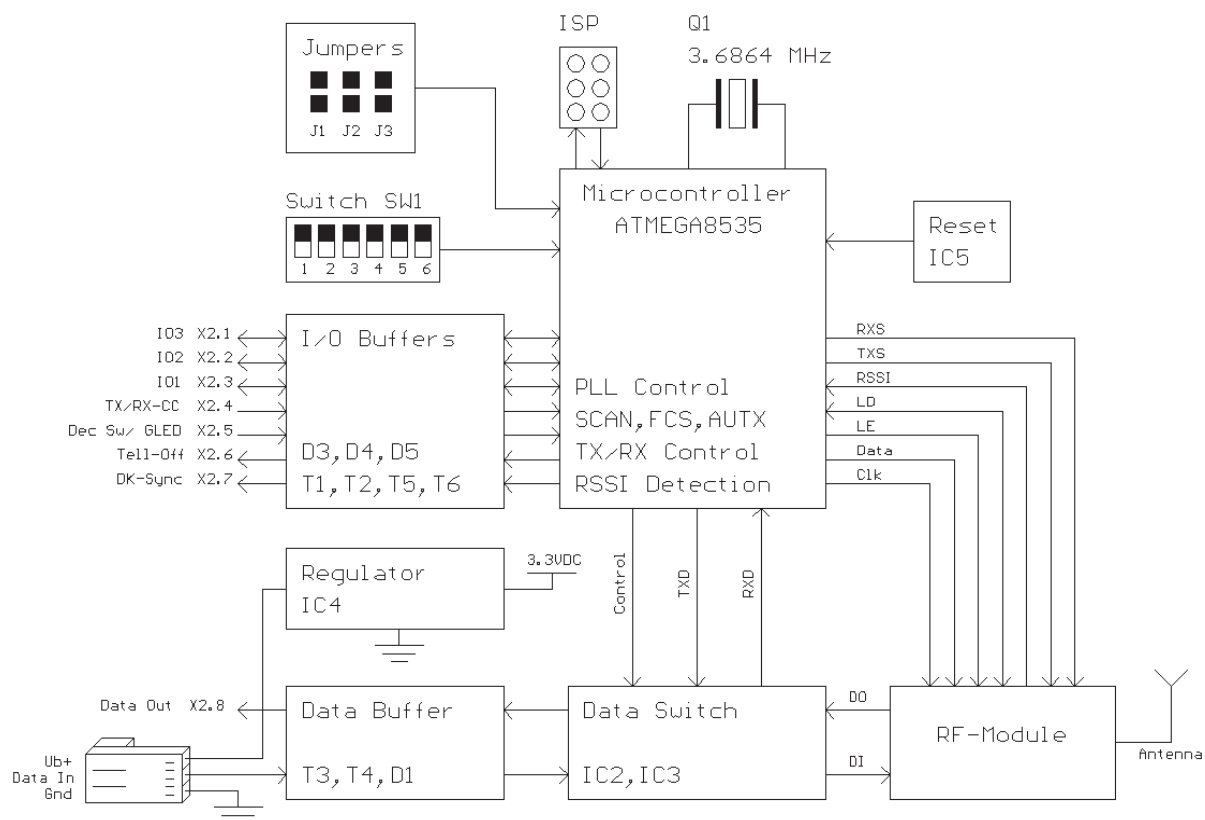 ISP
Q1
3.6864 MHz
Jumpers
J1 J2 J3
Switch SW1
1 2 3 4 5 6
Microcontroller
ATMEGA8535
Reset
IC5
IO3 X2.1
IO2 X2.2
IO1 X2.3
TX/RX-CC X2.4
Dec Sw/ GLED X2.5
Tell-Off X2.6
DK-Sync X2.7
I/O Buffers
D3,D4,D5
T1,T2,T5,T6
PLL Control
SCAN,FCS,AUTX
TX/RX Control
RSSI Detection
RXS
TXS
RSSI
LD
LE
Data
Clk
Regulator
IC4
3.3VDC
Control
TXD
RXD
Data Out X2.8
Data Buffer
T3,T4,D1
Data Switch
IC2,IC3
DO
DI
RF-Module
Antenna
Ub+
Data In
Gnd